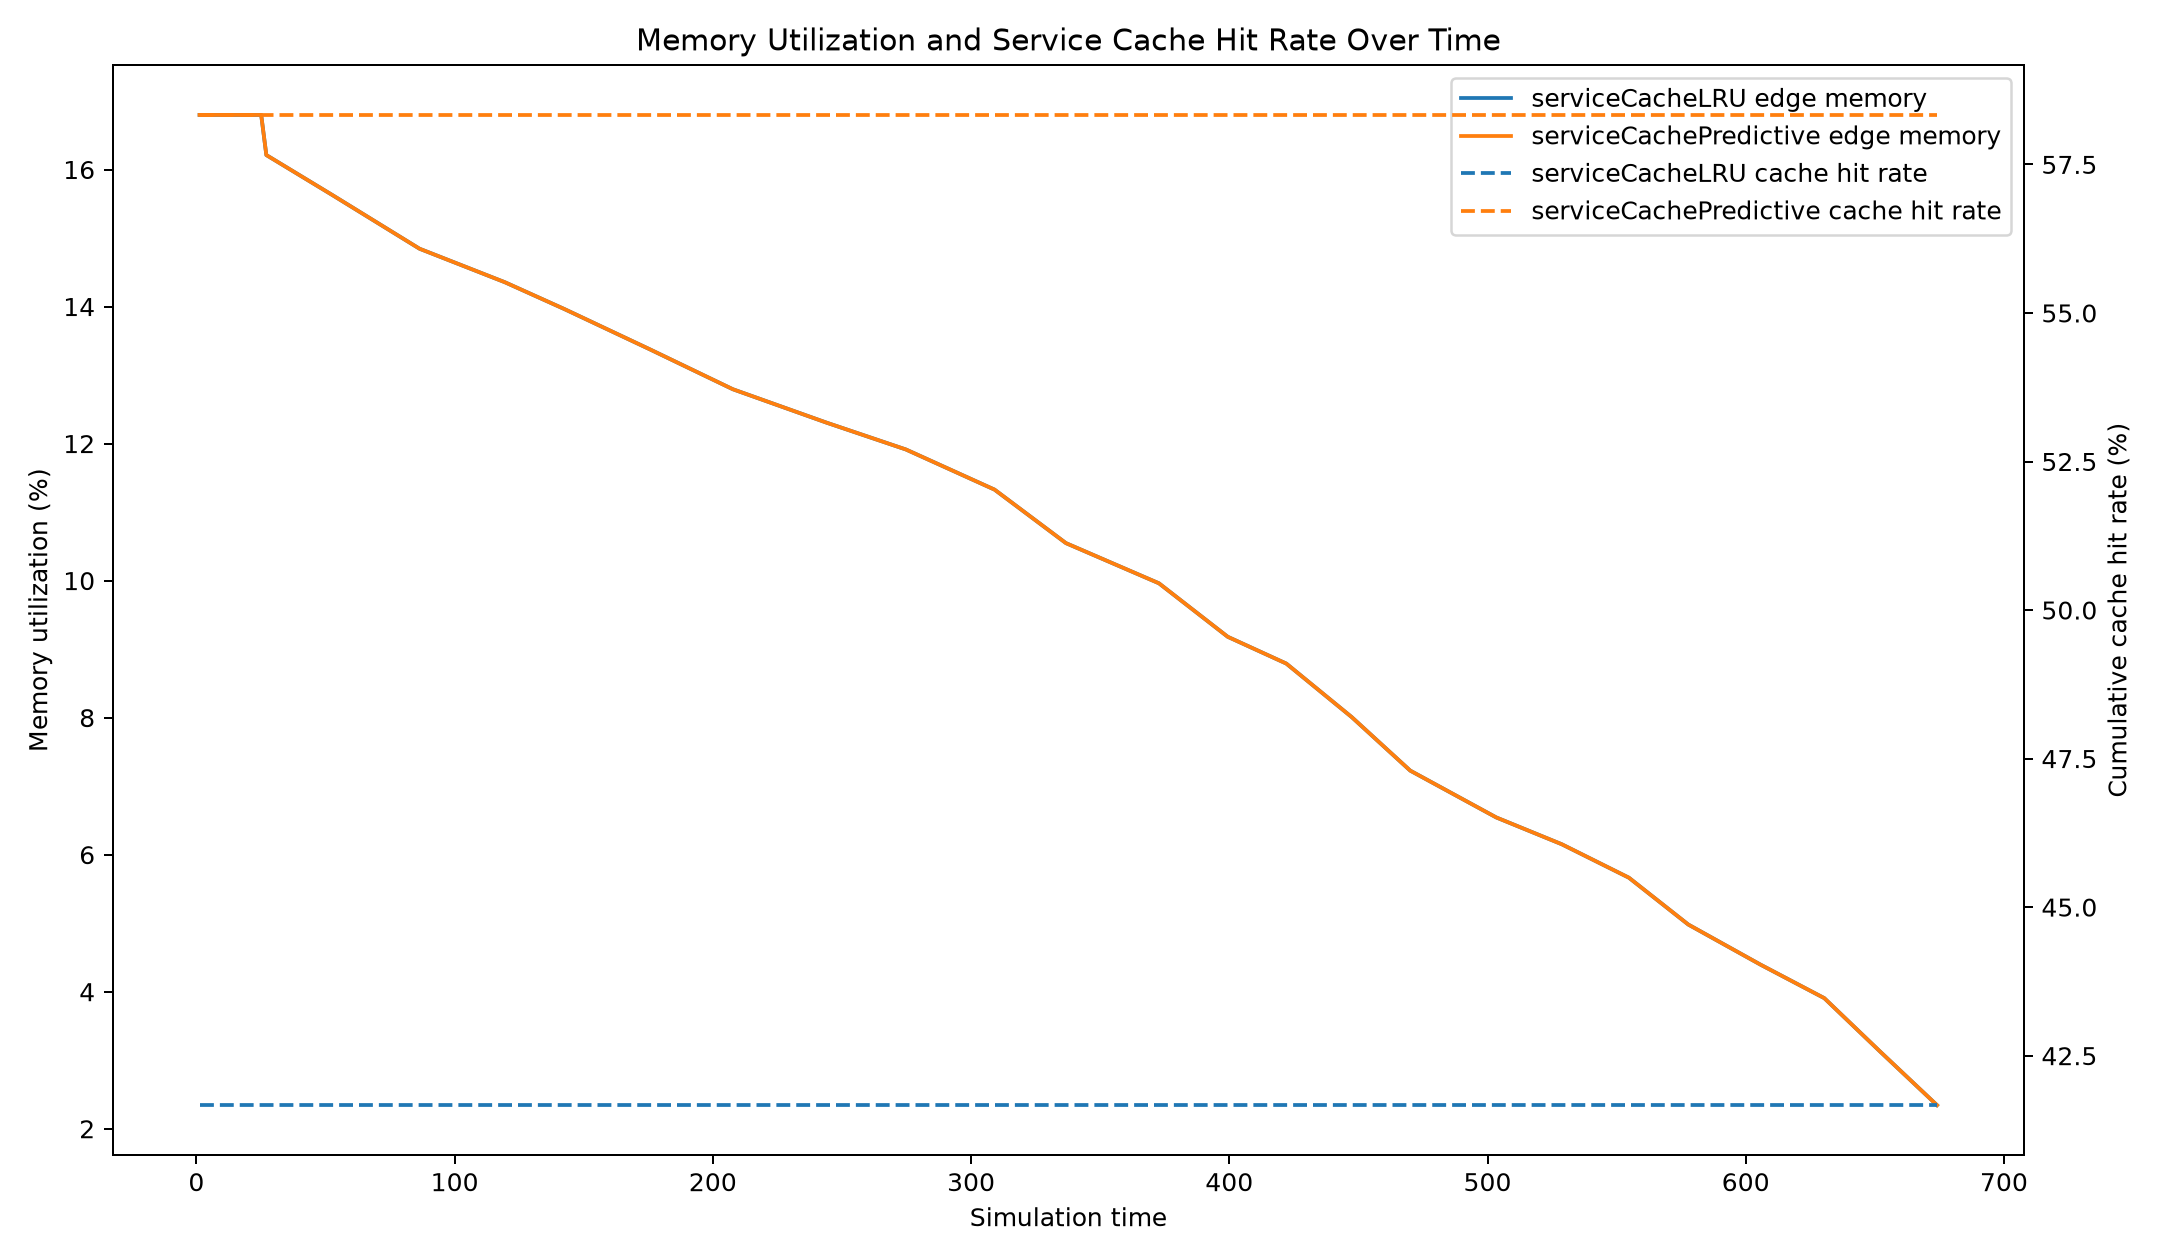 Memory Utilization and Service Cache Hit Rate Over Time
serviceCacheLRU edge memory
serviceCachePredictive edge memory
serviceCacheLRU cache hit rate
serviceCachePredictive cache hit rate
Memory utilization (%)
16
14
12
10
8
6
4
2
57.5
55.0
52.5
50.0
47.5
45.0
42.5
Cumulative cache hit rate (%)
0 100 200 300 400 500 600 700
Simulation time